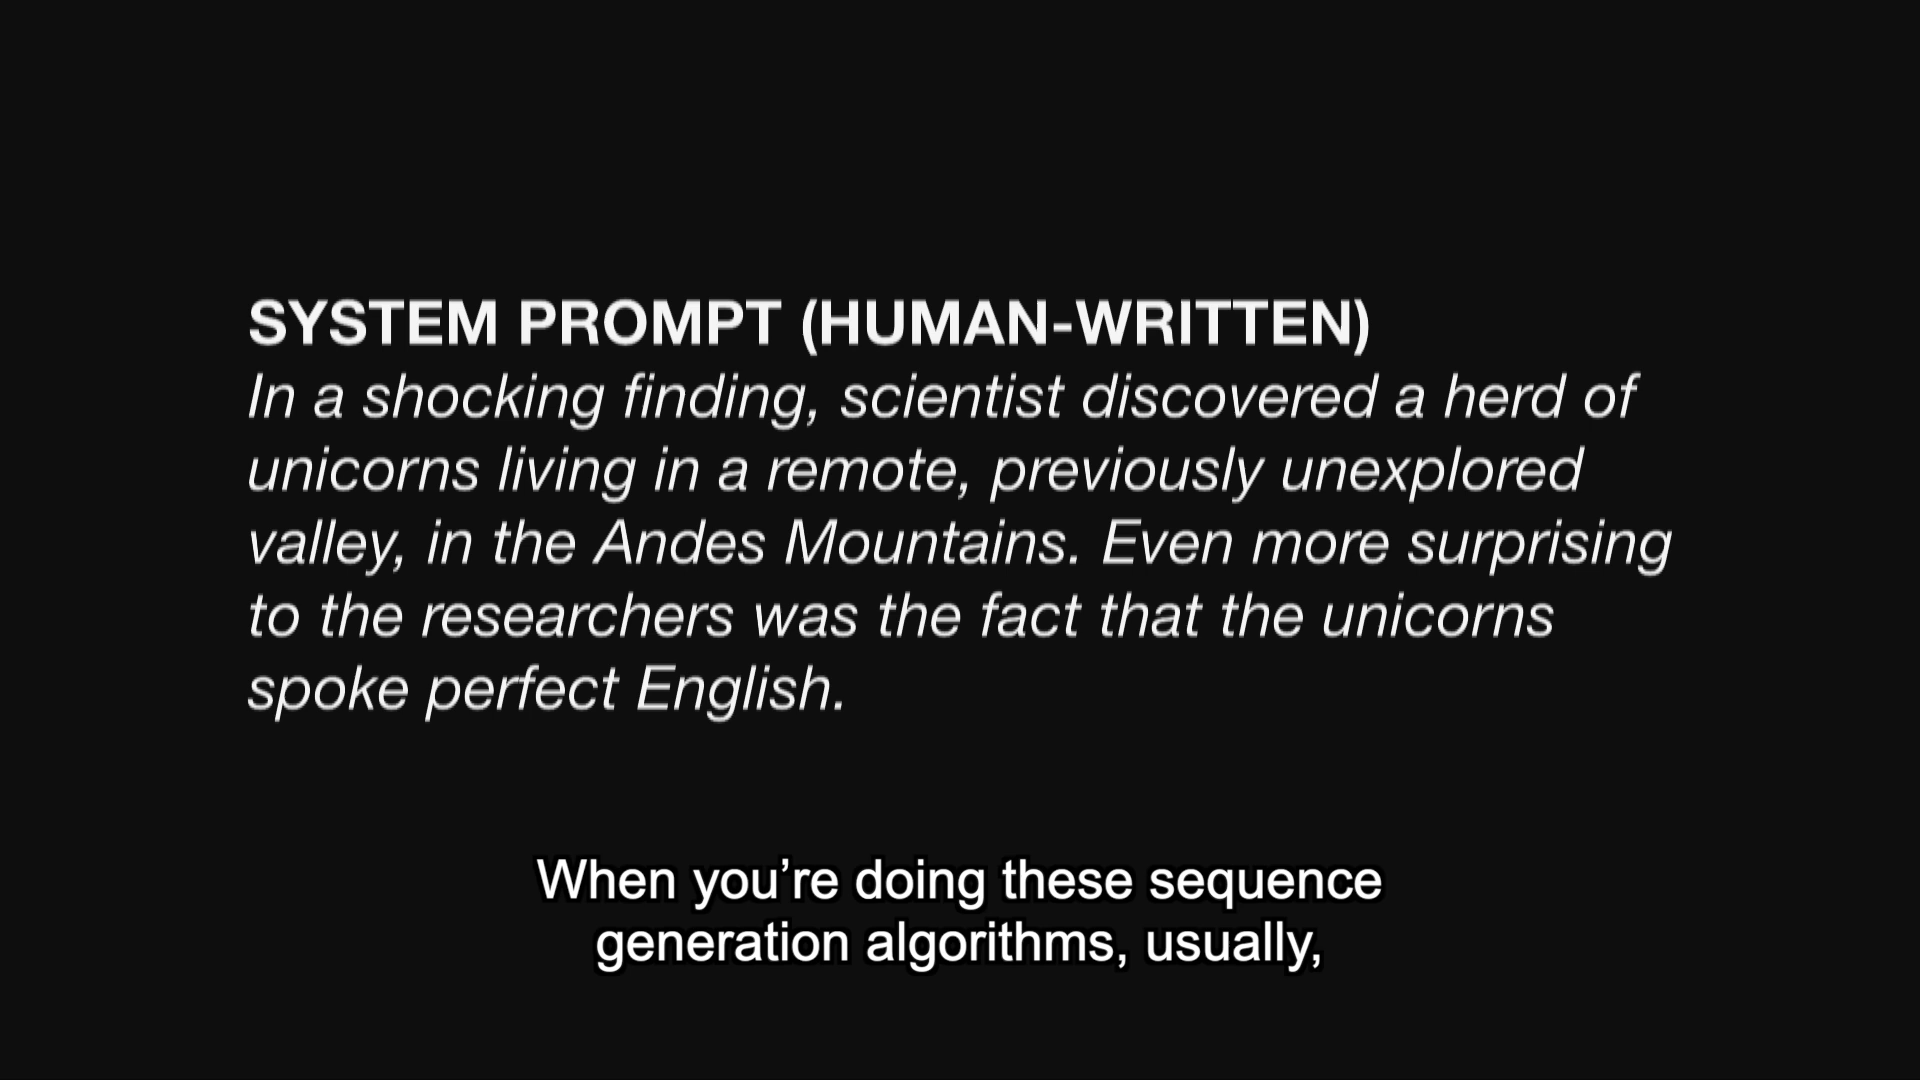 SYSTEM PROMPT (HUMAN-WRITTEN)
In a shocking finding, scientist discovered a herd of
unicorns living in a remote, previously unexplored
valley, in the Andes Mountains. Even more surprising
to the researchers was the fact that the unicorns
spoke perfect English.
When you’re doing these sequence
generation algorithms, usually,